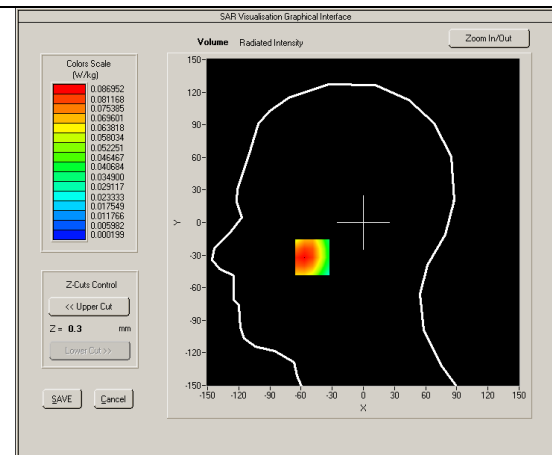 SAR Visualisation Graphical Interface
Volume Radiated Intensity
Zoom In/Out
Colors Scale
(W/kg)
0.086952
0.081168
0.075385
0.069601
0.063818
0.058034
0.052251
0.046467
0.040684
0.034900
0.029117
0.023333
0.017549
0.011766
0.005982
0.000199
Z-Cuts Control
<< Upper Cut
Z = 0.3 mm
Lower Cut >>
SAVE Cancel
150
120
90
60
30
0
-30
-60
-90
-120
-150
Y
-150 -120 -90 -60 -30 0 30 60 90 120 150
X